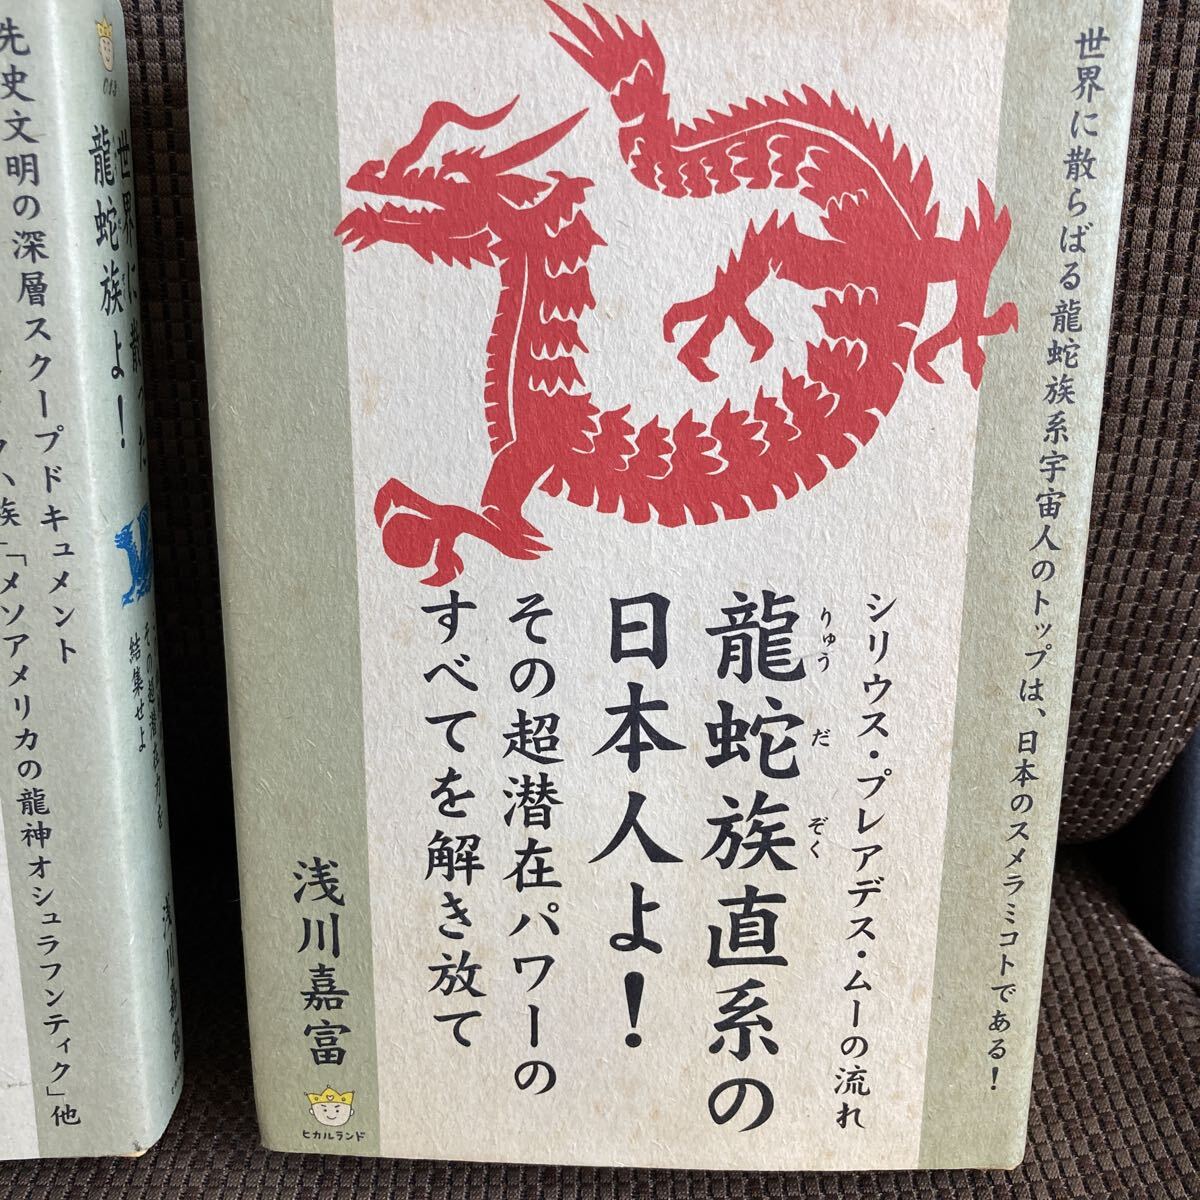 世界に散らばる龍蛇族系宇宙人のトップは、日本のスメラミコトである!
シリウス・プレアデス・ムーの流れ
龍蛇族直系の
りゅう だ ぞく
日本人よ!
その超潜在パワーの
すべてを解き放て
浅川嘉富
ヒカルランド
013
世界に散った
龍蛇族よ!
結集せよ
浅川嘉富
先史文明の深層スクープドキュメント
「メソアメリカの龍神オシュラフンティク」他